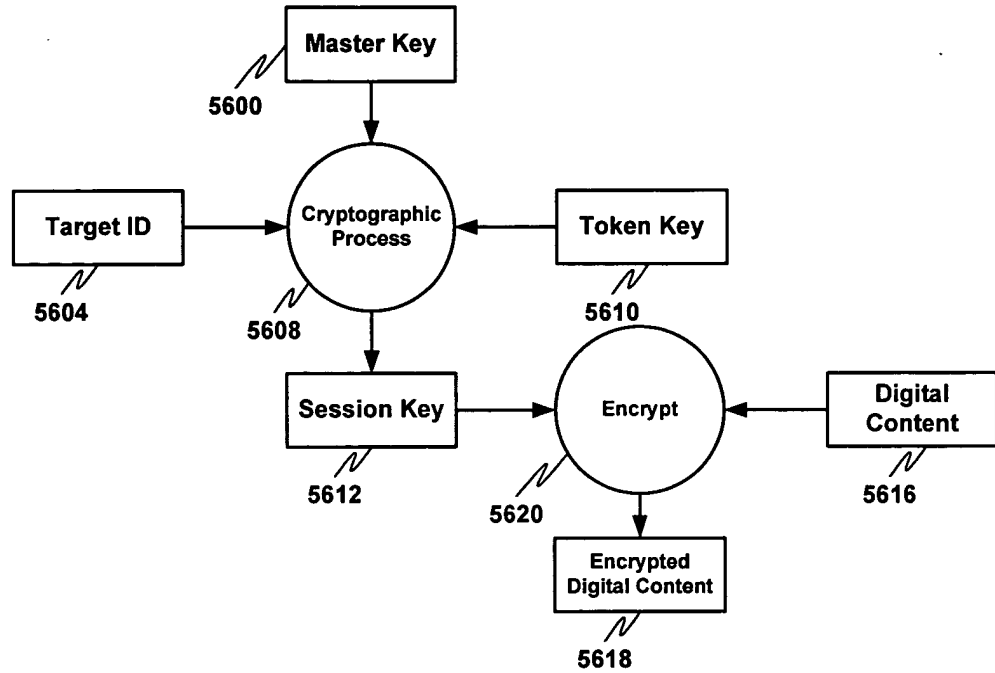 Master Key
5600
Target ID
5604
Cryptographic
Process
5608
Token Key
5610
Session Key
5612
Encrypt
5620
Digital
Content
5616
Encrypted
Digital Content
5618